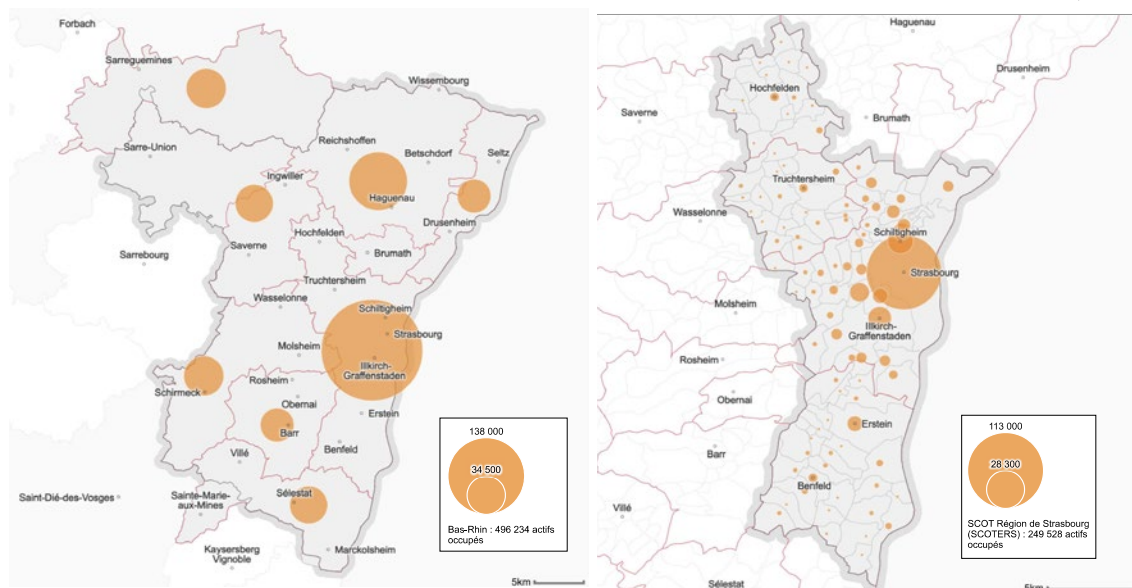 Forbach
Sarreguemines
Wissembourg
Reichshoffen
Sarre-Union
Betschdorf
Seltz
Ingwiller
Haguenau
Drusenheim
Hochfelden
Saverne
Brumath
Sarrebourg
Truchtersheim
Wasselonne
Schiltigheim
Strasbourg
Molsheim
Illkirch-
Graffenstaden
Rosheim
Schirmeck
Obernai
Erstein
Barr
Benfeld
Villé
Sélestat
Saint-Dié-des-Vosges
Sainte-Marie-
aux-Mines
Marckolsheim
Kaysersberg
Vignoble
138 000
34 500
Bas-Rhin : 496 234 actifs
occupés
5km
Haguenau
Drusenheim
Hochfelden
Saverne
Brumath
Truchtersheim
Wasselonne
Schiltigheim
Strasbourg
Molsheim
Illkirch-
Graffenstaden
Rosheim
Obernai
Erstein
Barr
Benfeld
Villé
Sélestat
113 000
28 300
SCOT Région de Strasbourg
(SCOTERS) : 249 528 actifs
occupés
5km